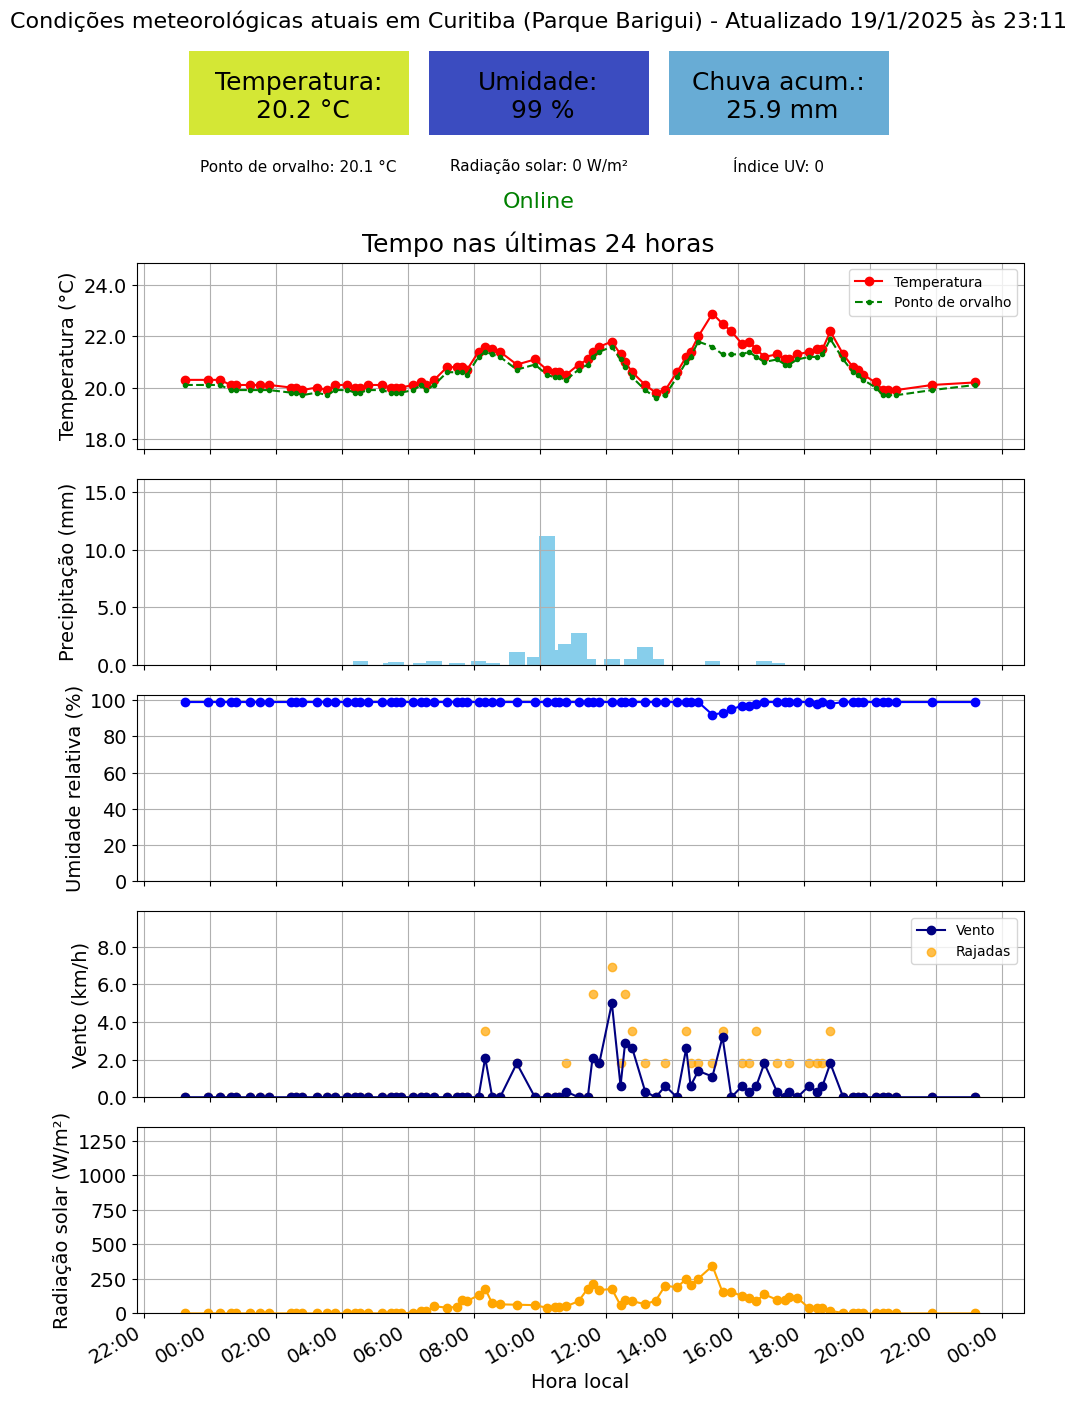 Condições meteorológicas atuais em Curitiba (Parque Barigui) - Atualizado 19/1/2025 às 23:11
Temperatura:
20.2 °C
Umidade:
99 %
Chuva acum.:
25.9 mm
Ponto de orvalho: 20.1 °C
Radiação solar: 0 W/m²
Índice UV: 0
Online
Tempo nas últimas 24 horas
Temperatura (°C)
24.0
22.0
20.0
18.0
Temperatura
Ponto de orvalho
Precipitação (mm)
15.0
10.0
5.0
0.0
Umidade relativa (%)
100
80
60
40
20
0
Vento (km/h)
8.0
6.0
4.0
2.0
0.0
Vento
Rajadas
Radiação solar (W/m²)
1250
1000
750
500
250
0
22:00
00:00
02:00
04:00
06:00
08:00
10:00
12:00
14:00
16:00
18:00
20:00
22:00
00:00
Hora local